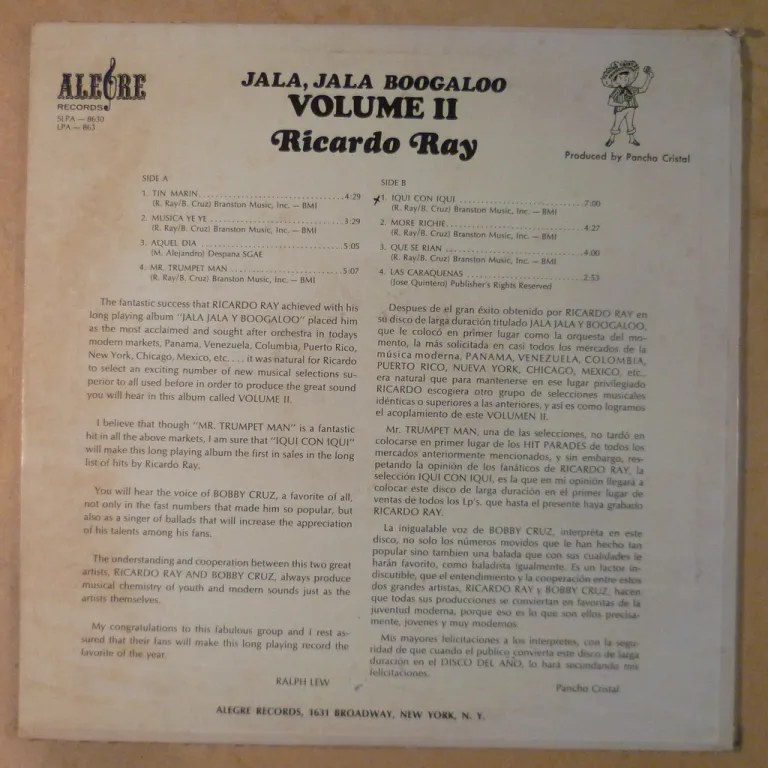 ALEGRE
RECORDS
SLPA — 8630
LPA — 863
JALA, JALA BOOGALOO
VOLUME II
Ricardo Ray
Produced by Pancho Cristal
SIDE A
1. TIN MARIN 4:29
(R. Ray/B. Cruz) Branston Music, Inc. — BMI
2. MUSICA YE YE 3:29
(R. Ray/B. Cruz) Branston Music, Inc. — BMI
3. AQUEL DIA 5:05
(M. Alejandro) Despana SGAE
4. MR. TRUMPET MAN 5:07
(R. Ray/B. Cruz) Branston Music, Inc. — BMI
SIDE B
1. IQUI CON IQUI 7:00
(R. Ray/B. Cruz) Branston Music, Inc. — BMI
2. MORE RICHIE 4:27
(R. Ray/B. Cruz) Branston Music, Inc. — BMI
3. QUE SE RIAN 4:00
(R. Ray/B. Cruz) Branston Music, Inc. — BMI
4. LAS CARAQUENAS 2:53
(Jose Quintero) Publisher's Rights Reserved
The fantastic success that RICARDO RAY achieved with his
long playing album "JALA JALA Y BOOGALOO" placed him
as the most acclaimed and sought after orchestra in todays
modern markets, Panama, Venezuela, Columbia, Puerto Rico,
New York, Chicago, Mexico, etc. . . . it was natural for Ricardo
to select an exciting number of new musical selections su-
perior to all used before in order to produce the great sound
you will hear in this album called VOLUME II.
I believe that though "MR. TRUMPET MAN" is a fantastic
hit in all the above markets, I am sure that "IQUI CON IQUI"
will make this long playing album the first in sales in the long
list of hits by Ricardo Ray.
You will hear the voice of BOBBY CRUZ, a favorite of all,
not only in the fast numbers that made him so popular, but
also as a singer of ballads that will increase the appreciation
of his talents among his fans.
The understanding and cooperation between this two great
artists, RICARDO RAY AND BOBBY CRUZ, always produce
musical chemistry of youth and modern sounds just as the
artists themselves.
My congratulations to this fabulous group and I rest as-
sured that their fans will make this long playing record the
favorite of the year.
RALPH LEW
Despues de el gran éxito obtenido por RICARDO RAY en
su disco de larga duración titulado JALA JALA Y BOOGALOO,
que le colocó en primer lugar como la orquesta del mo-
mento, la más solicitada en casi todos los mercados de la
música moderna, PANAMA, VENEZUELA, COLOMBIA,
PUERTO RICO, NUEVA YORK, CHICAGO, MEXICO, etc..
era natural que para mantenerse en ese lugar privilegiado
RICARDO escogiera otro grupo de selecciones musicales
idénticas o superiores a las anteriores, y así es como logramos
el acoplamiento de este VOLUMEN II.
Mr. TRUMPET MAN, una de las selecciones, no tardó en
colocarse en primer lugar de los HIT PARADES de todos los
mercados anteriormente mencionados, y sin embargo, res-
petando la opinión de los fanáticos de RICARDO RAY, la
selección IQUI CON IQUI, es la que en mi opinión llegará a
colocar este disco de larga duración en el primer lugar de
ventas de todos los Lp's. que hasta el presente haya grabado
RICARDO RAY.
La inigualable voz de BOBBY CRUZ, interpréta en este
disco, no solo los números movidos que le han hecho tan
popular sino tambien una balada que con sus cualidades le
harán favorito, como baladista igualmente. Es un factor in-
discutible, que el entendimiento y la cooperación entre estos
dos grandes artistas, RICARDO RAY y BOBBY CRUZ, hacen
que todas sus producciones se conviertan en favoritas de la
juventud moderna, porque eso es lo que son ellos precisa-
mente, jovenes y muy modernos.
Mis mayores felicitaciones a los interpretes, con la segu-
ridad de que cuando el publico convierta este disco de larga
duración en el DISCO DEL AÑO, lo hará secundando mis
felicitaciones.
Pancho Cristal
ALEGRE RECORDS, 1631 BROADWAY, NEW YORK, N. Y.